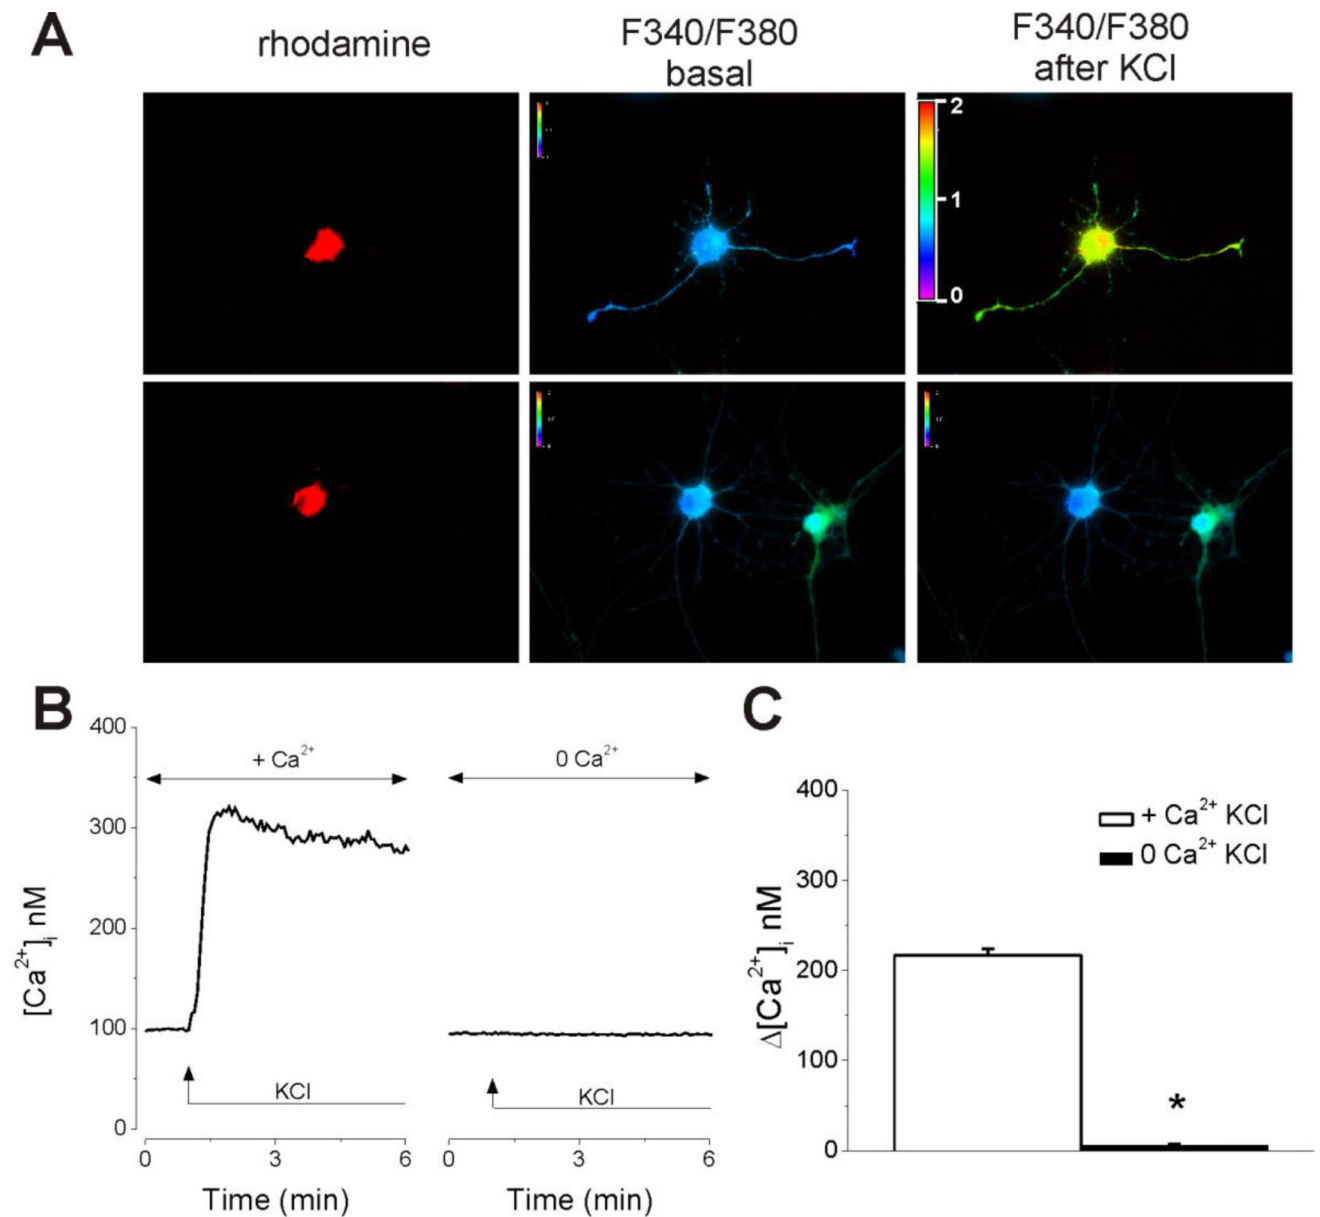 A
rhodamine
F340/F380
basal
F340/F380
after KCl
2
1
0
B
400
300
200
100
0
[Ca²⁺]ᵢ nM
+ Ca²⁺
0 Ca²⁺
KCl
KCl
0
3
6
0
3
6
Time (min)
Time (min)
C
400
300
200
100
0
Δ[Ca²⁺]ᵢ nM
+ Ca²⁺ KCl
0 Ca²⁺ KCl
*